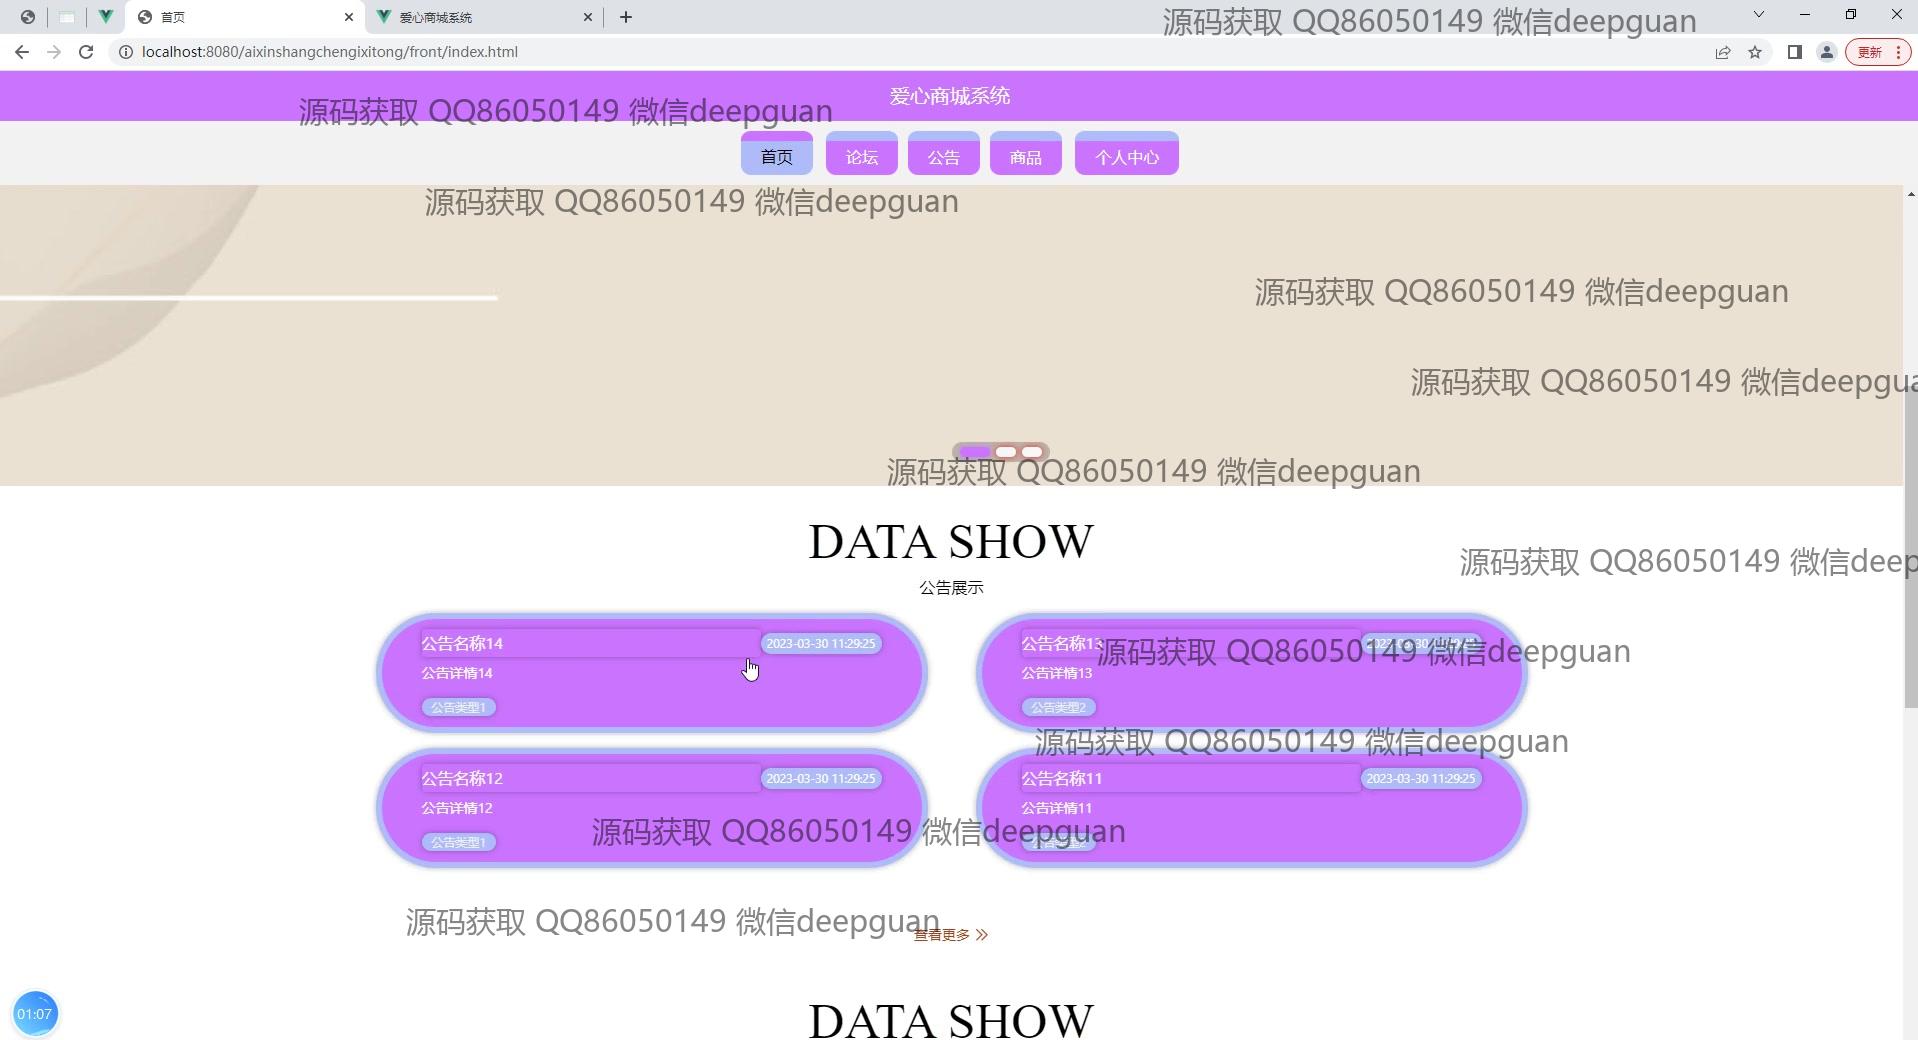 首页
爱心商城系统
源码获取 QQ86050149 微信deepguan
localhost:8080/aixinshangchengixitong/front/index.html
更新
爱心商城系统
源码获取 QQ86050149 微信deepguan
首页 论坛 公告 商品 个人中心
源码获取 QQ86050149 微信deepguan
源码获取 QQ86050149 微信deepguan
源码获取 QQ86050149 微信deepgua
源码获取 QQ86050149 微信deepguan
DATA SHOW
源码获取 QQ86050149 微信deep
公告展示
公告名称14 2023-03-30 11:29:25
公告详情14
公告类型1
公告名称13 2023-03-30 11:29:25
源码获取 QQ86050149 微信deepguan
公告详情13
公告类型2
源码获取 QQ86050149 微信deepguan
公告名称12 2023-03-30 11:29:25
公告详情12
公告类型1
公告名称11 2023-03-30 11:29:25
公告详情11
公告类型2
源码获取 QQ86050149 微信deepguan
源码获取 QQ86050149 微信deepguan
查看更多
DATA SHOW
01:07